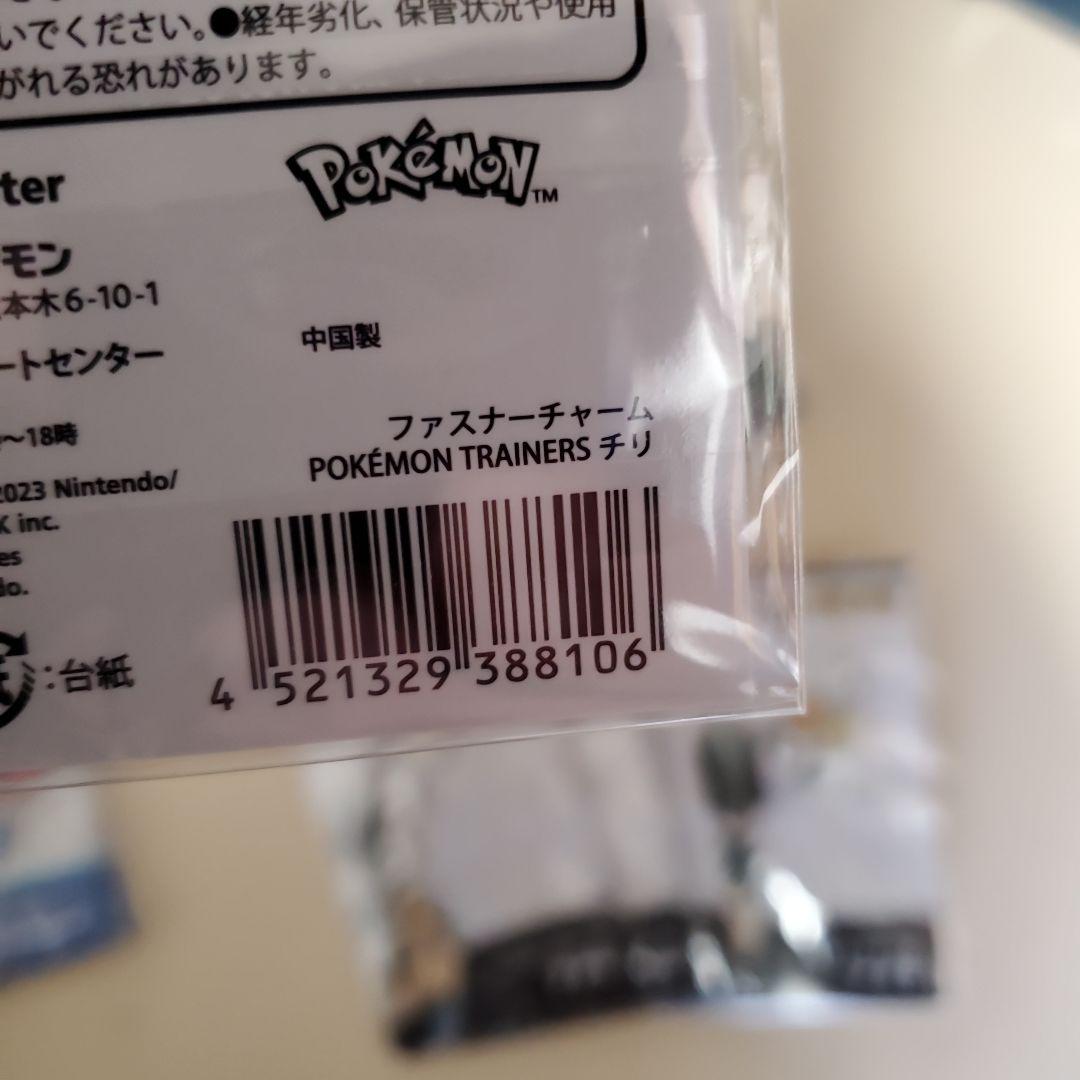 いでください。●経年劣化、保管状況や使用
がれる恐れがあります。
POKéMON™
ter
モン
本木6-10-1
中国製
ートセンター
～18時
ファスナーチャーム
POKÉMON TRAINERS チリ
2023 Nintendo/
K inc.
es
do.
:台紙
4 521329 388106